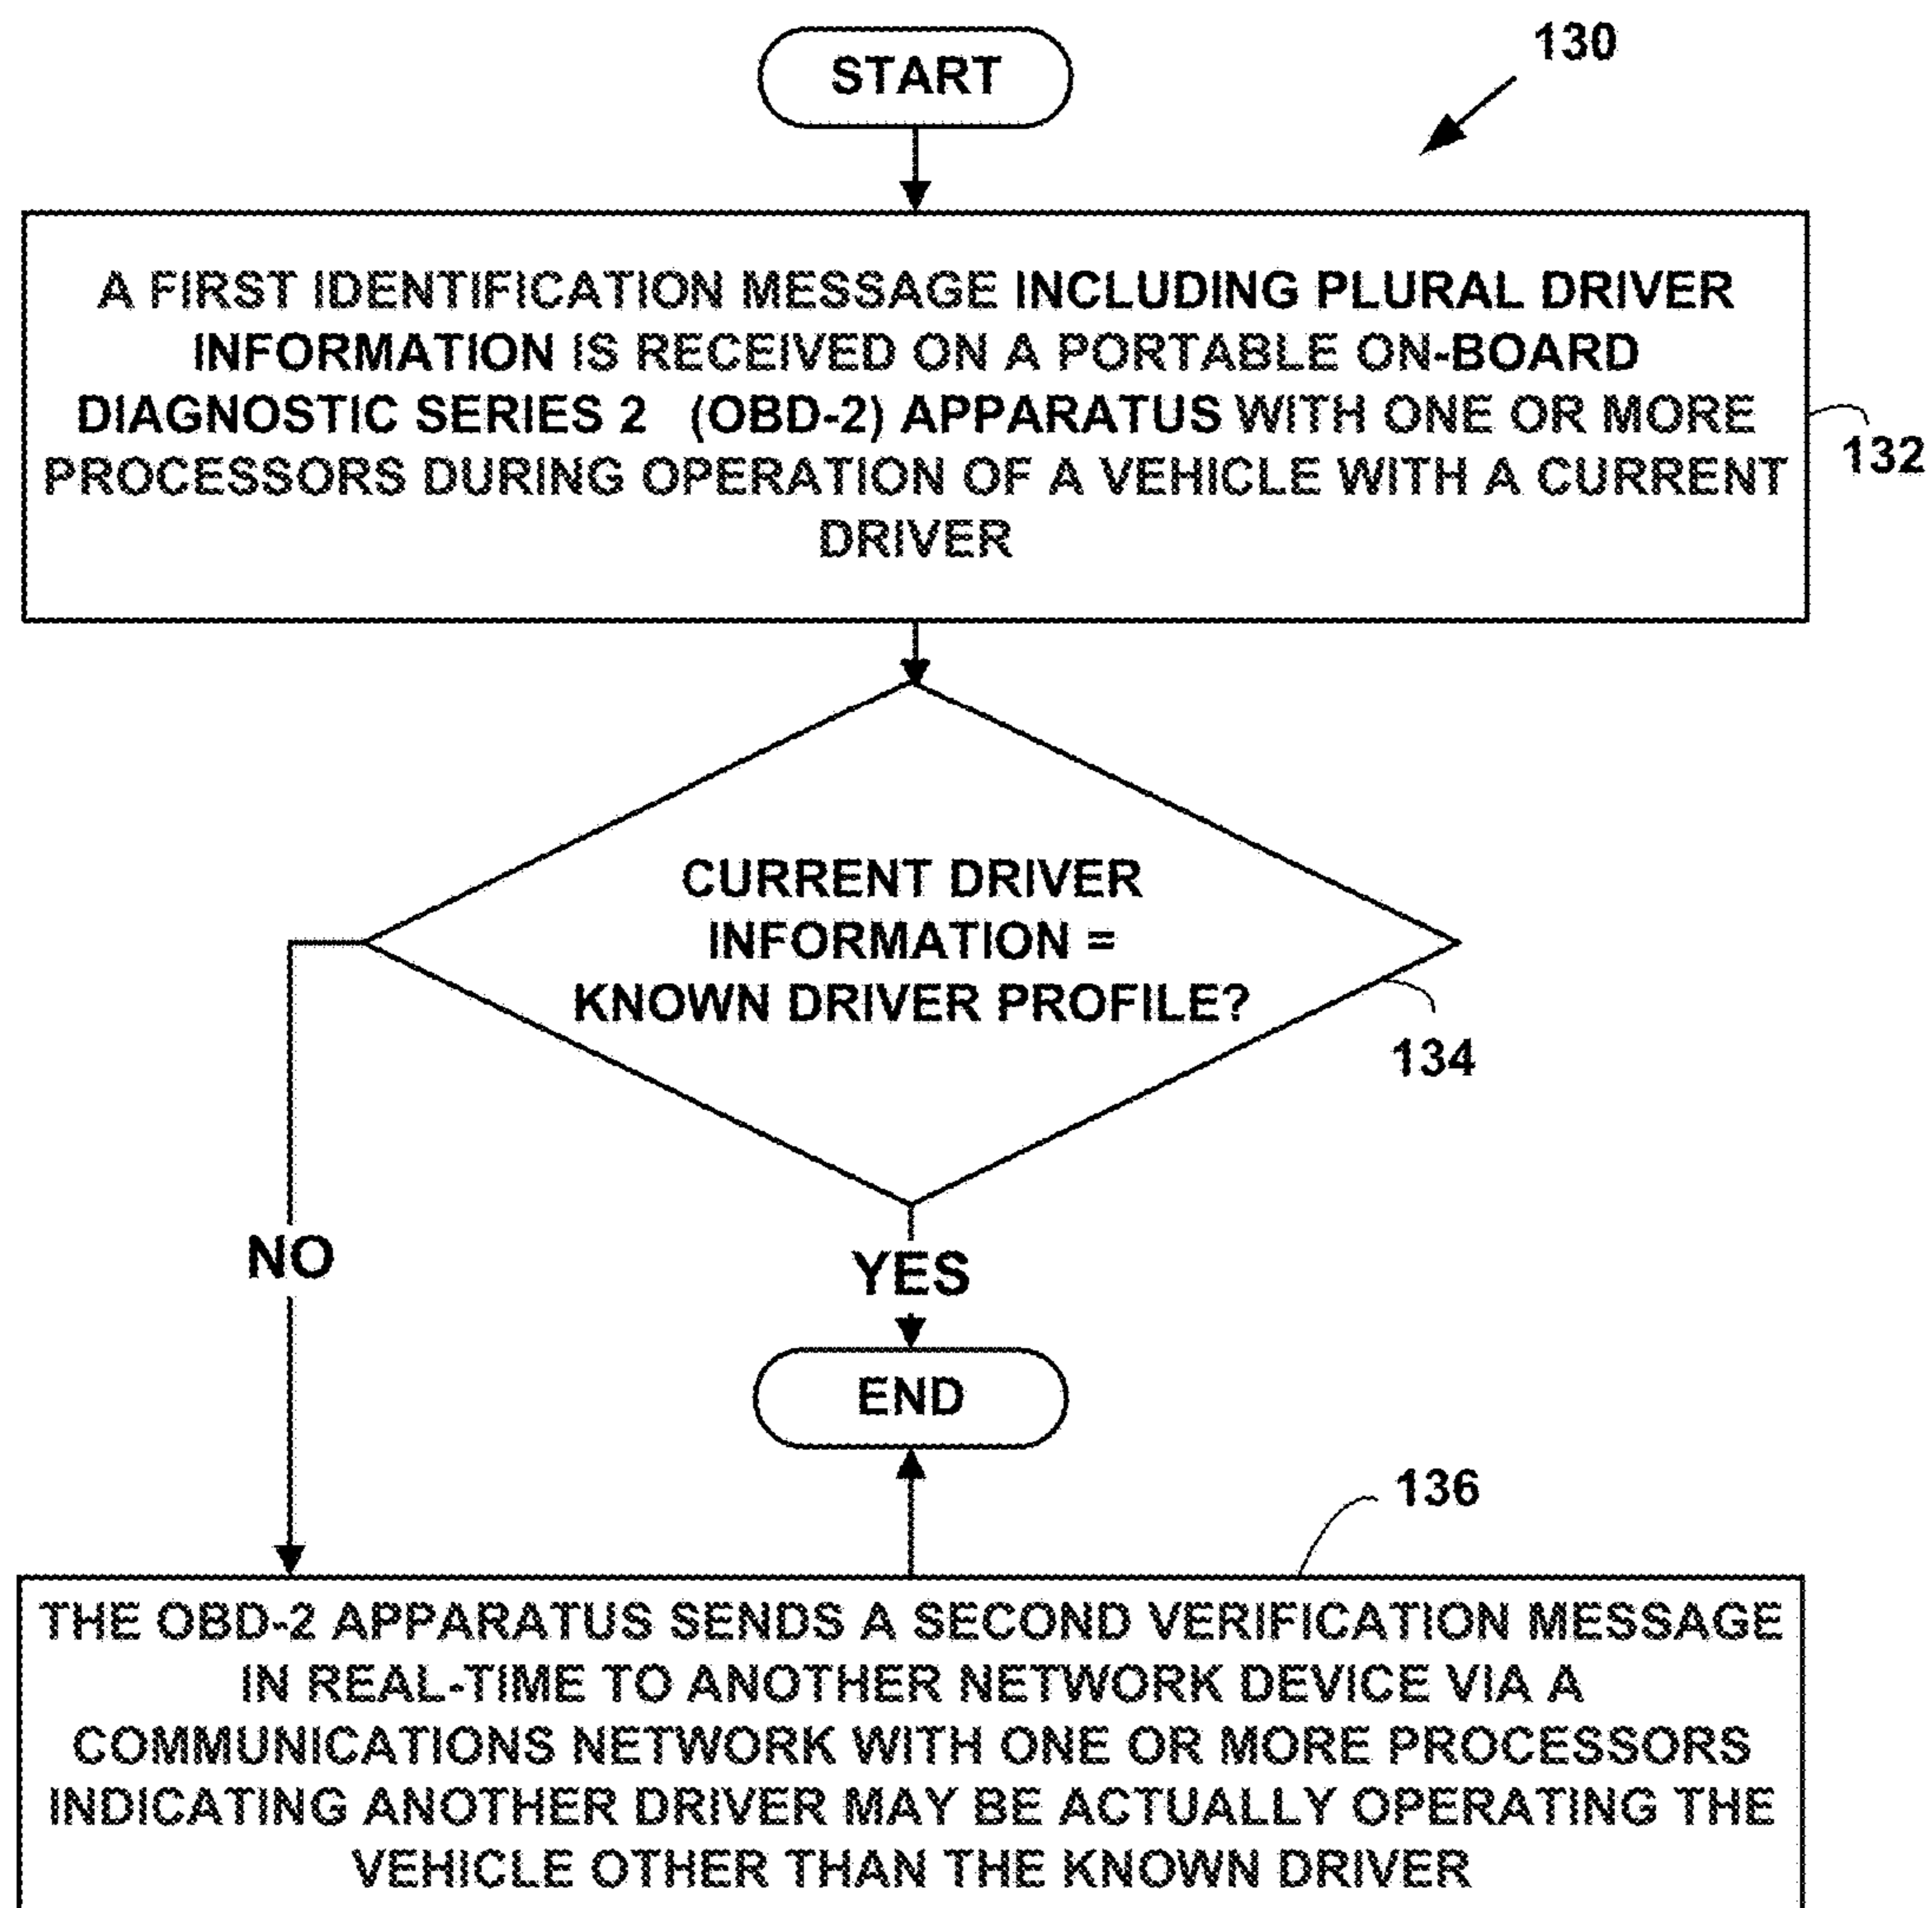 START
130
A FIRST IDENTIFICATION MESSAGE INCLUDING PLURAL DRIVER
INFORMATION IS RECEIVED ON A PORTABLE ON-BOARD
DIAGNOSTIC SERIES 2 (OBD-2) APPARATUS WITH ONE OR MORE
PROCESSORS DURING OPERATION OF A VEHICLE WITH A CURRENT
DRIVER
132
CURRENT DRIVER
INFORMATION =
KNOWN DRIVER PROFILE?
134
NO
YES
END
136
THE OBD-2 APPARATUS SENDS A SECOND VERIFICATION MESSAGE
IN REAL-TIME TO ANOTHER NETWORK DEVICE VIA A
COMMUNICATIONS NETWORK WITH ONE OR MORE PROCESSORS
INDICATING ANOTHER DRIVER MAY BE ACTUALLY OPERATING THE
VEHICLE OTHER THAN THE KNOWN DRIVER